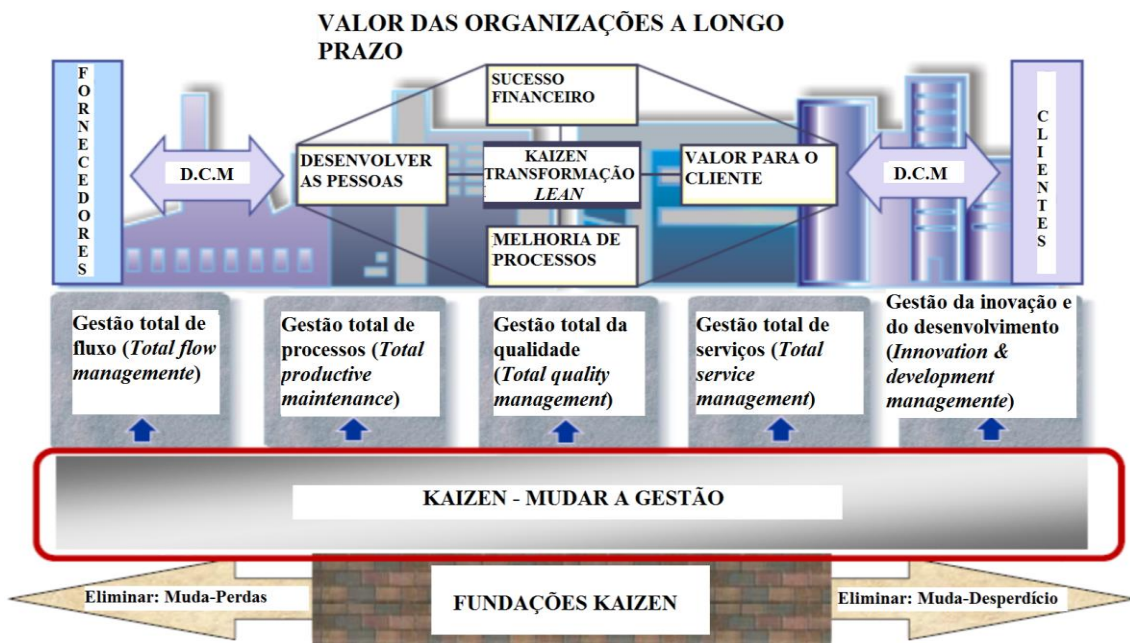 VALOR DAS ORGANIZAÇÕES A LONGO
PRAZO
FORNECEDORES
D.C.M
DESENVOLVER
AS PESSOAS
SUCESSO
FINANCEIRO
KAIZEN
TRANSFORMAÇÃO
LEAN
MELHORIA DE
PROCESSOS
VALOR PARA O
CLIENTE
D.C.M
CLIENTES
Gestão total de
fluxo (Total flow
managemente)
Gestão total de
processos (Total
productive
maintenance)
Gestão total da
qualidade
(Total quality
management)
Gestão total de
serviços (Total
service
management)
Gestão da inovação e
do desenvolvimento
(Innovation &
development
managemente)
KAIZEN - MUDAR A GESTÃO
Eliminar: Muda-Perdas
FUNDAÇÕES KAIZEN
Eliminar: Muda-Desperdício